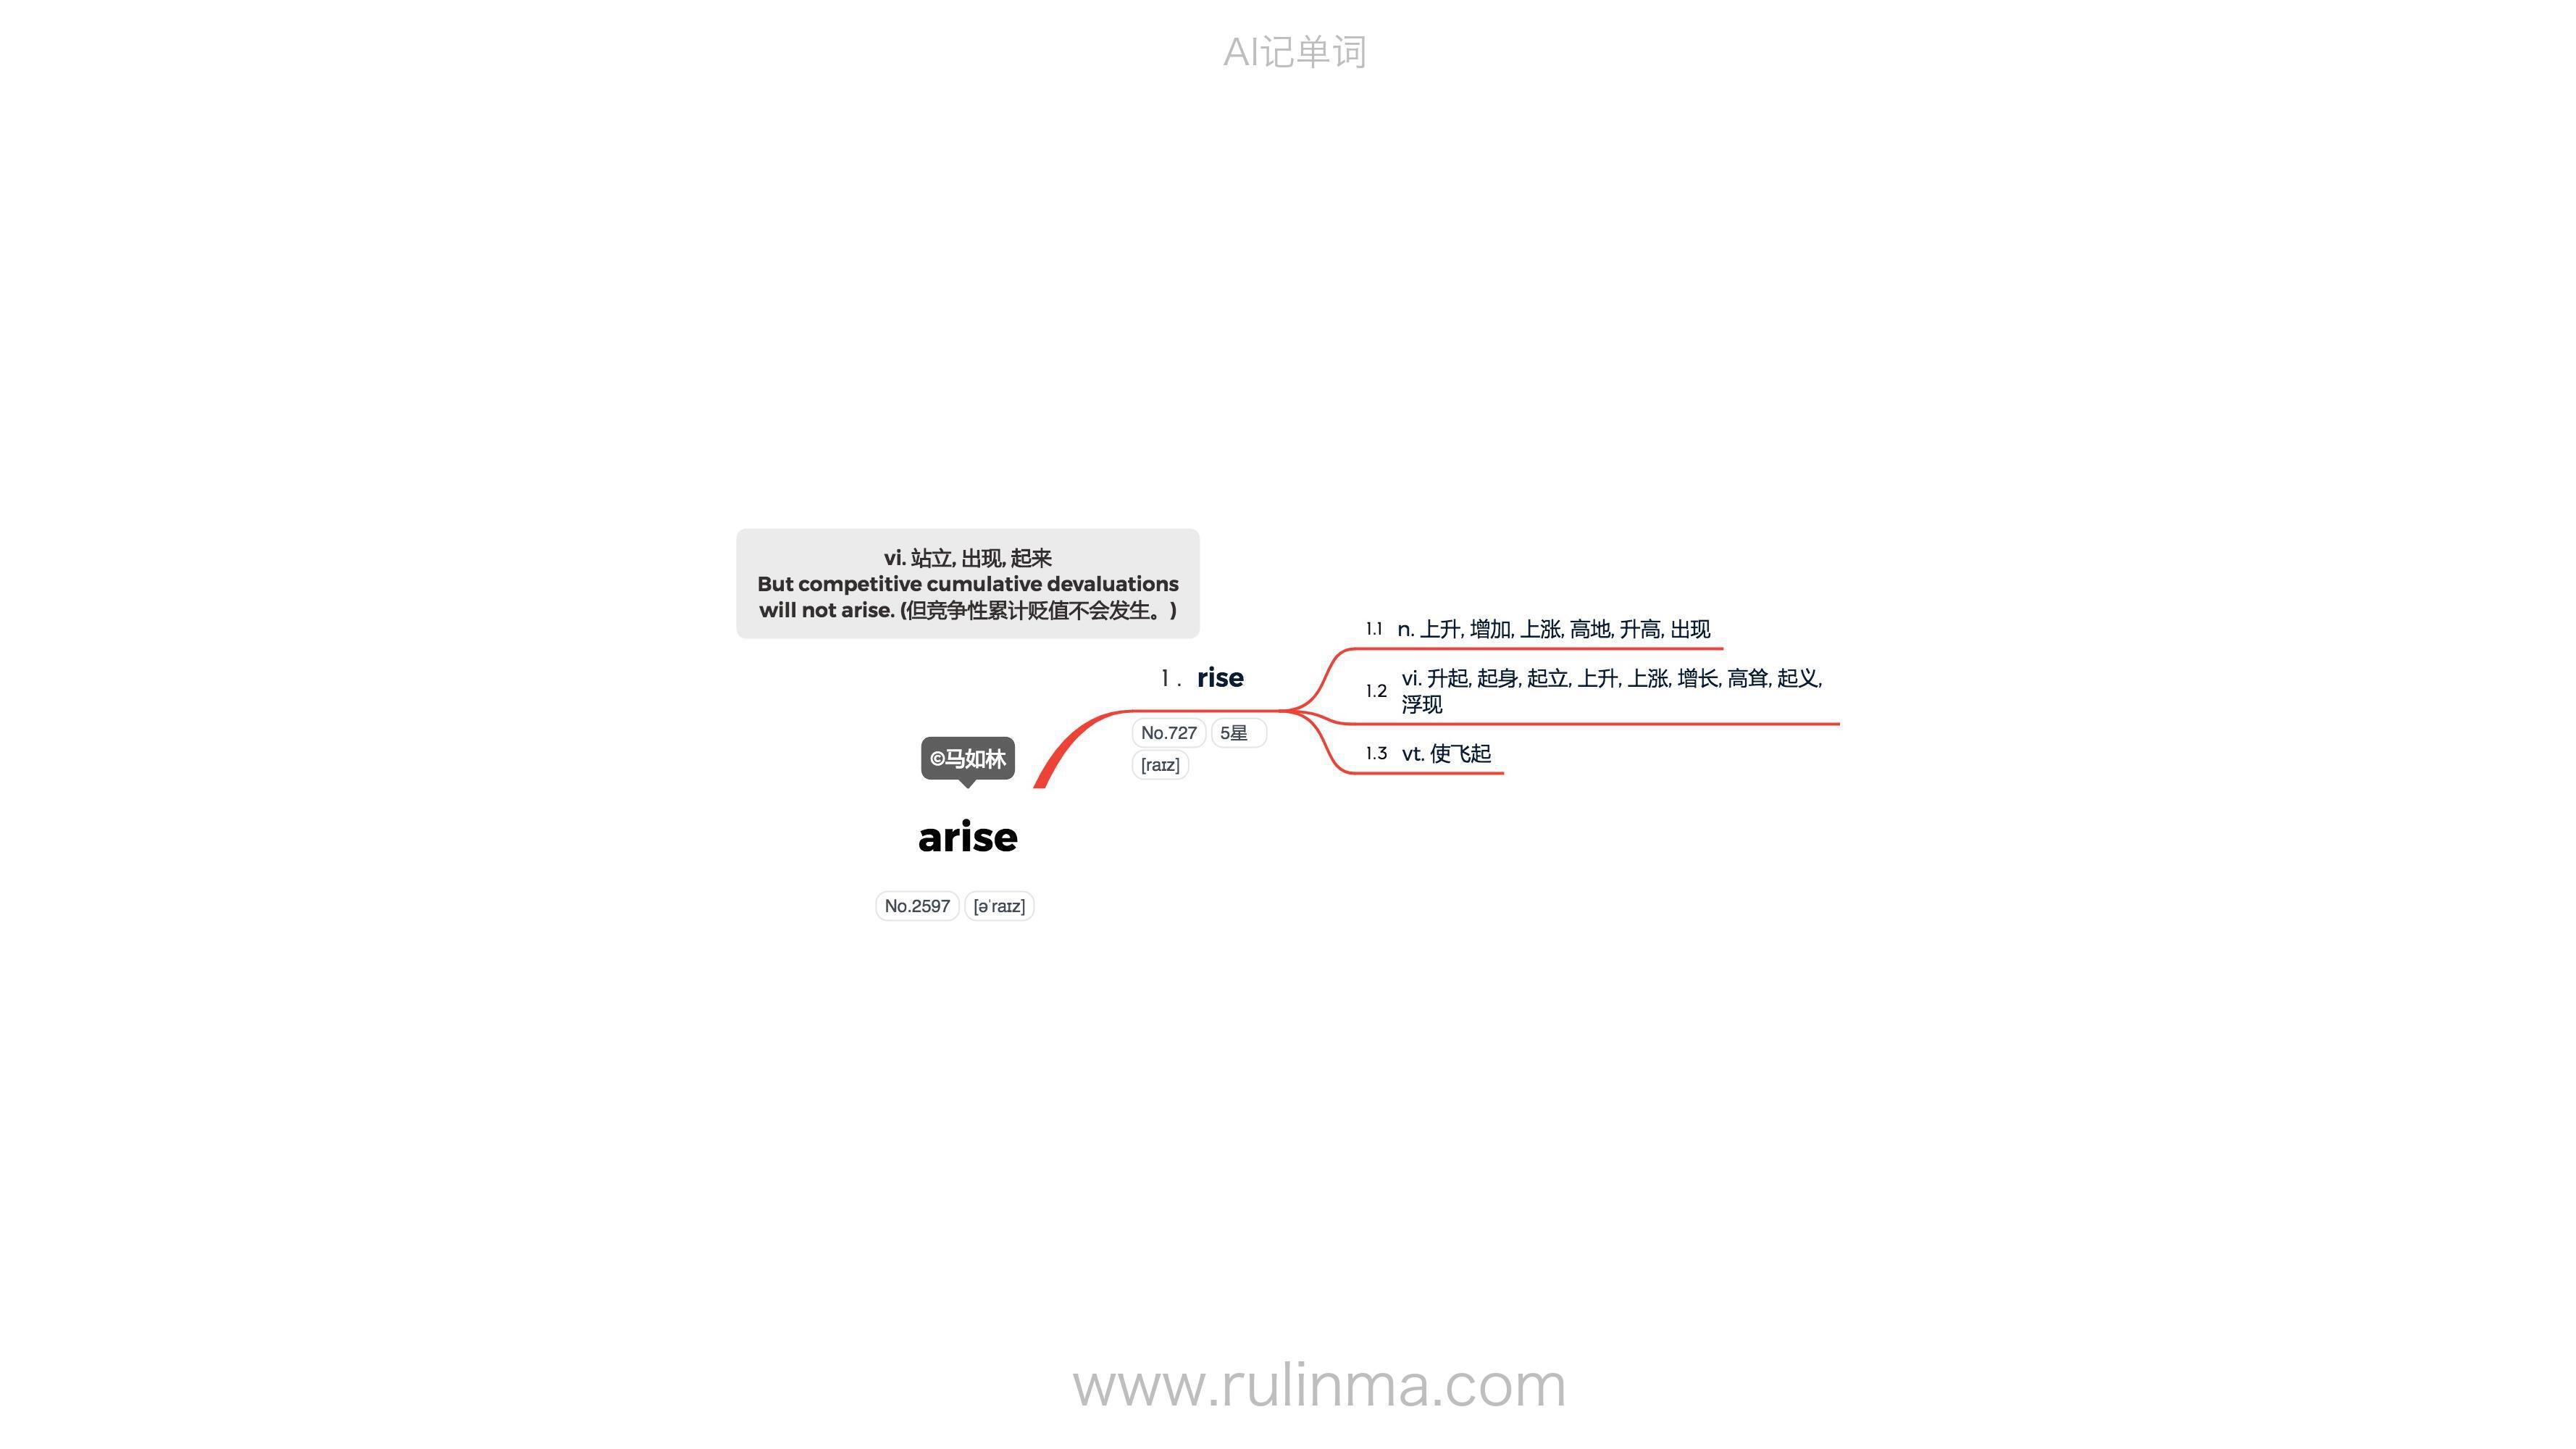 AI记单词
vi. 站立, 出现, 起来
But competitive cumulative devaluations
will not arise. (但竞争性累计贬值不会发生。)
©马如林
arise
No.2597 [ə'raɪz]
1. rise
No.727 5星
[raɪz]
1.1 n. 上升, 增加, 上涨, 高地, 升高, 出现
1.2 vi. 升起, 起身, 起立, 上升, 上涨, 增长, 高耸, 起义,
浮现
1.3 vt. 使飞起
www.rulinma.com